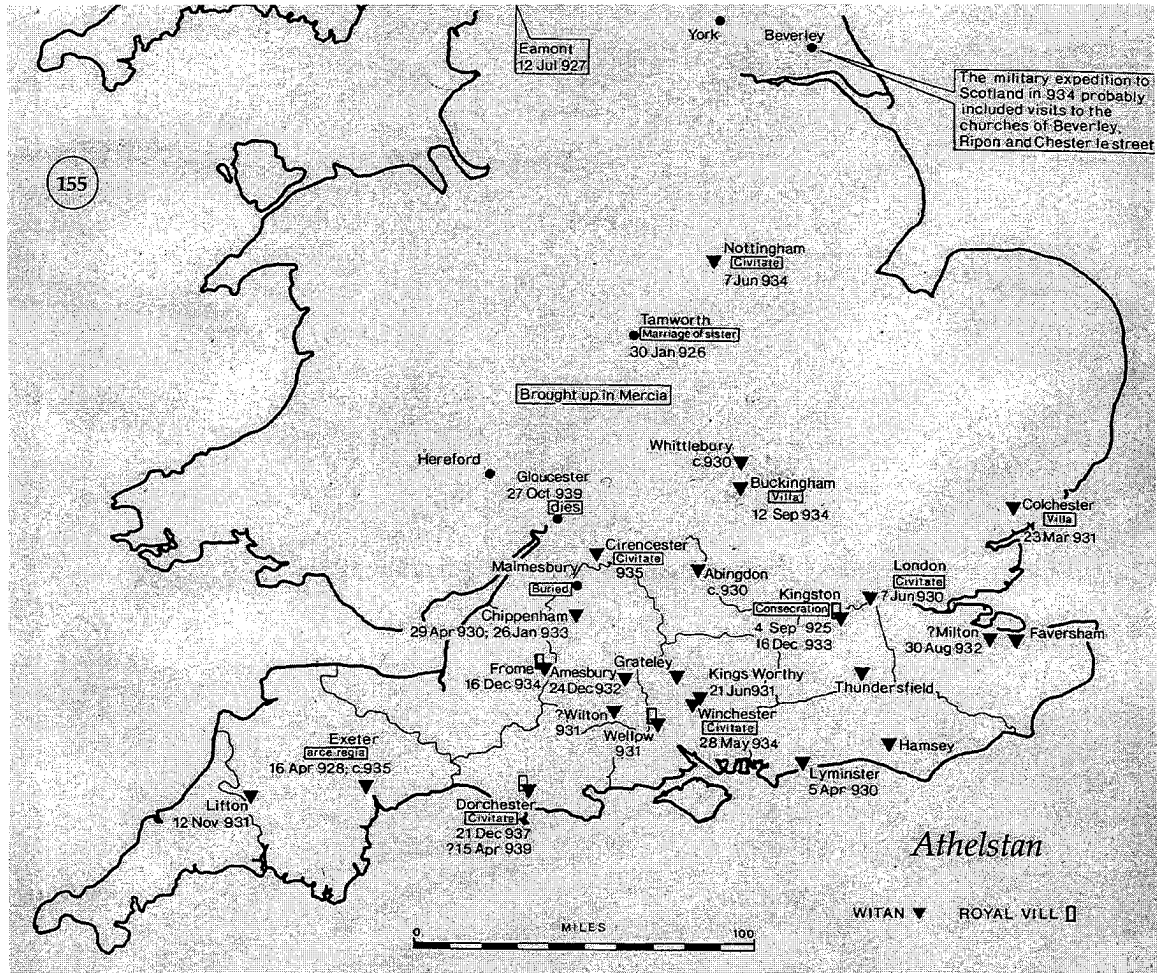 York
Beverley
Eamont
12 Jul 927
The military expedition to
Scotland in 934 probably
included visits to the
churches of Beverley,
Ripon and Chester le street
155
Nottingham
Civitate
7 Jun 934
Tamworth
Marriage of sister
30 Jan 926
Brought up in Mercia
Whittlebury
c.930
Hereford
Gloucester
27 Oct 939
dies
Buckingham
Villa
12 Sep 934
Colchester
Villa
23 Mar 931
Cirencester
Civitate
935
Malmesbury
Buried
Abingdon
c.930
London
Civitate
7 Jun 930
Kingston
Consecration
4 Sep 925
16 Dec 933
Chippenham
29 Apr 930; 26 Jan 933
?Milton
30 Aug 932
Faversham
Frome
16 Dec 934
Amesbury
24 Dec 932
Grateley
Kings Worthy
21 Jun 931
Thundersfield
?Wilton
931
Wellow
931
Winchester
Civitate
28 May 934
Hamsey
Exeter
arce regia
16 Apr 928; c.935
Lyminster
5 Apr 930
Lifton
12 Nov 931
Dorchester
Civitate
21 Dec 937
?15 Apr 939
Athelstan
WITAN ROYAL VILL
0 MILES 100